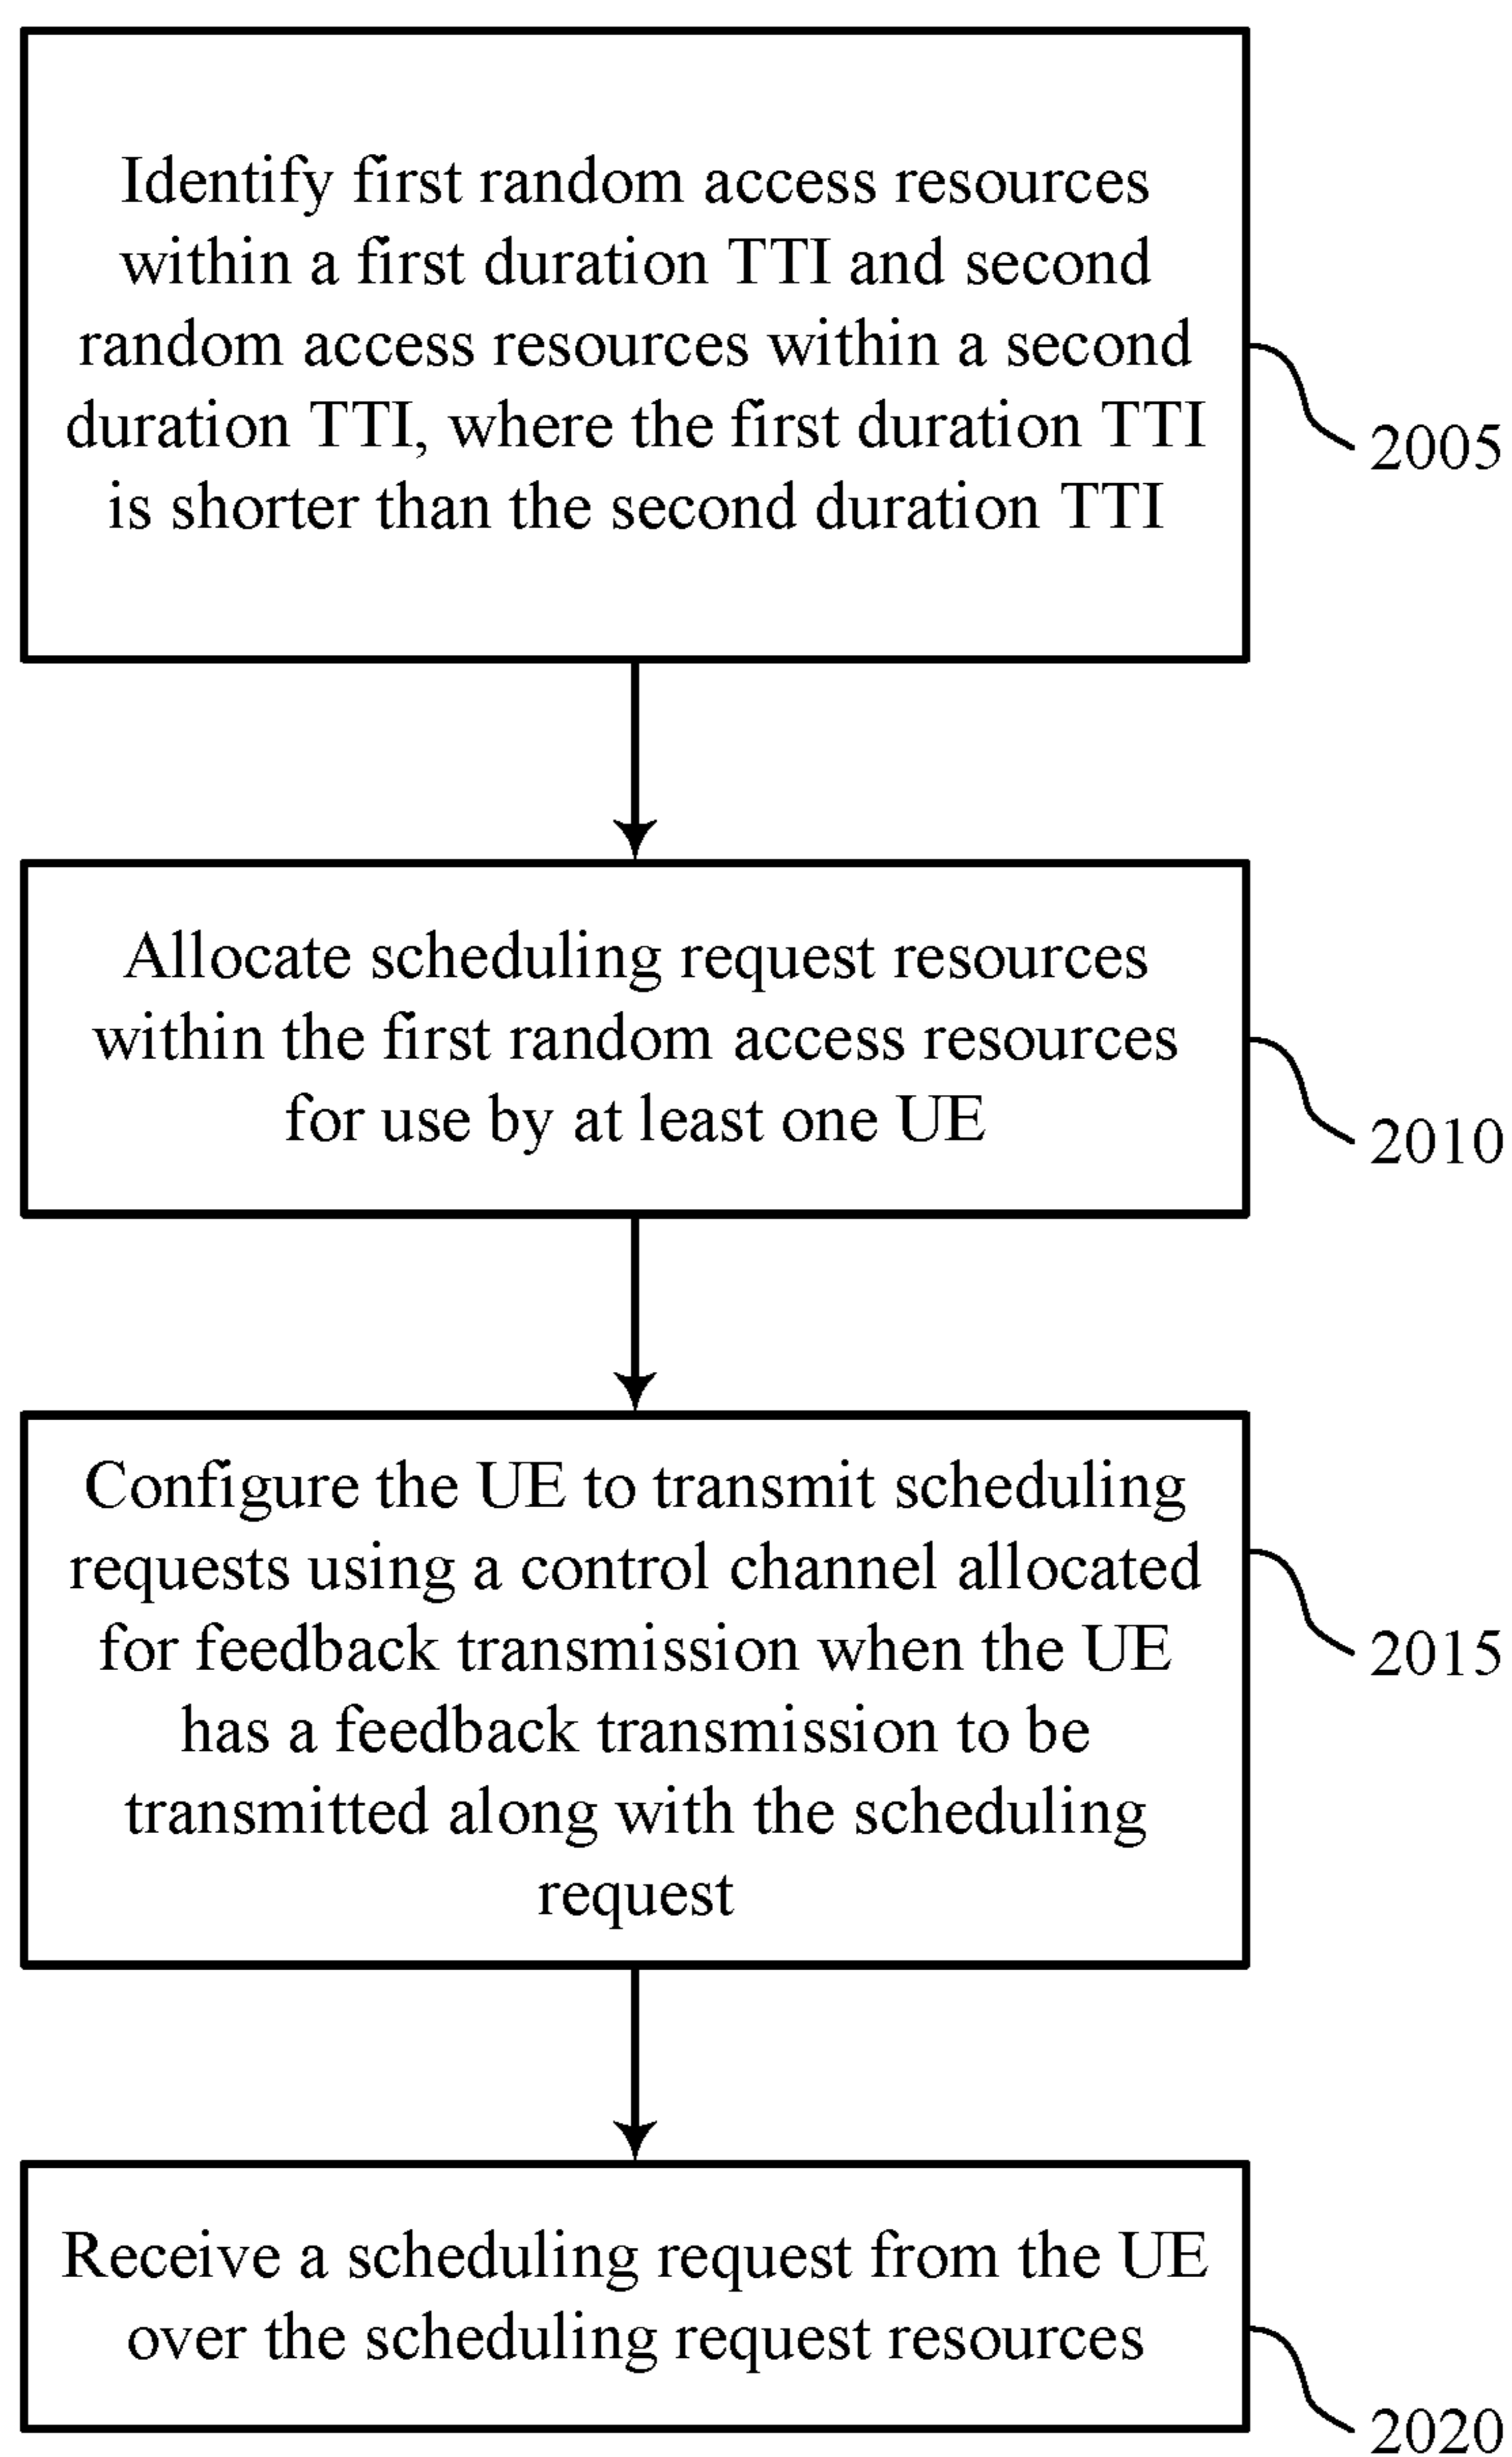 Identify first random access resources
within a first duration TTI and second
random access resources within a second
duration TTI, where the first duration TTI
is shorter than the second duration TTI
2005
Allocate scheduling request resources
within the first random access resources
for use by at least one UE
2010
Configure the UE to transmit scheduling
requests using a control channel allocated
for feedback transmission when the UE
has a feedback transmission to be
transmitted along with the scheduling
request
2015
Receive a scheduling request from the UE
over the scheduling request resources
2020